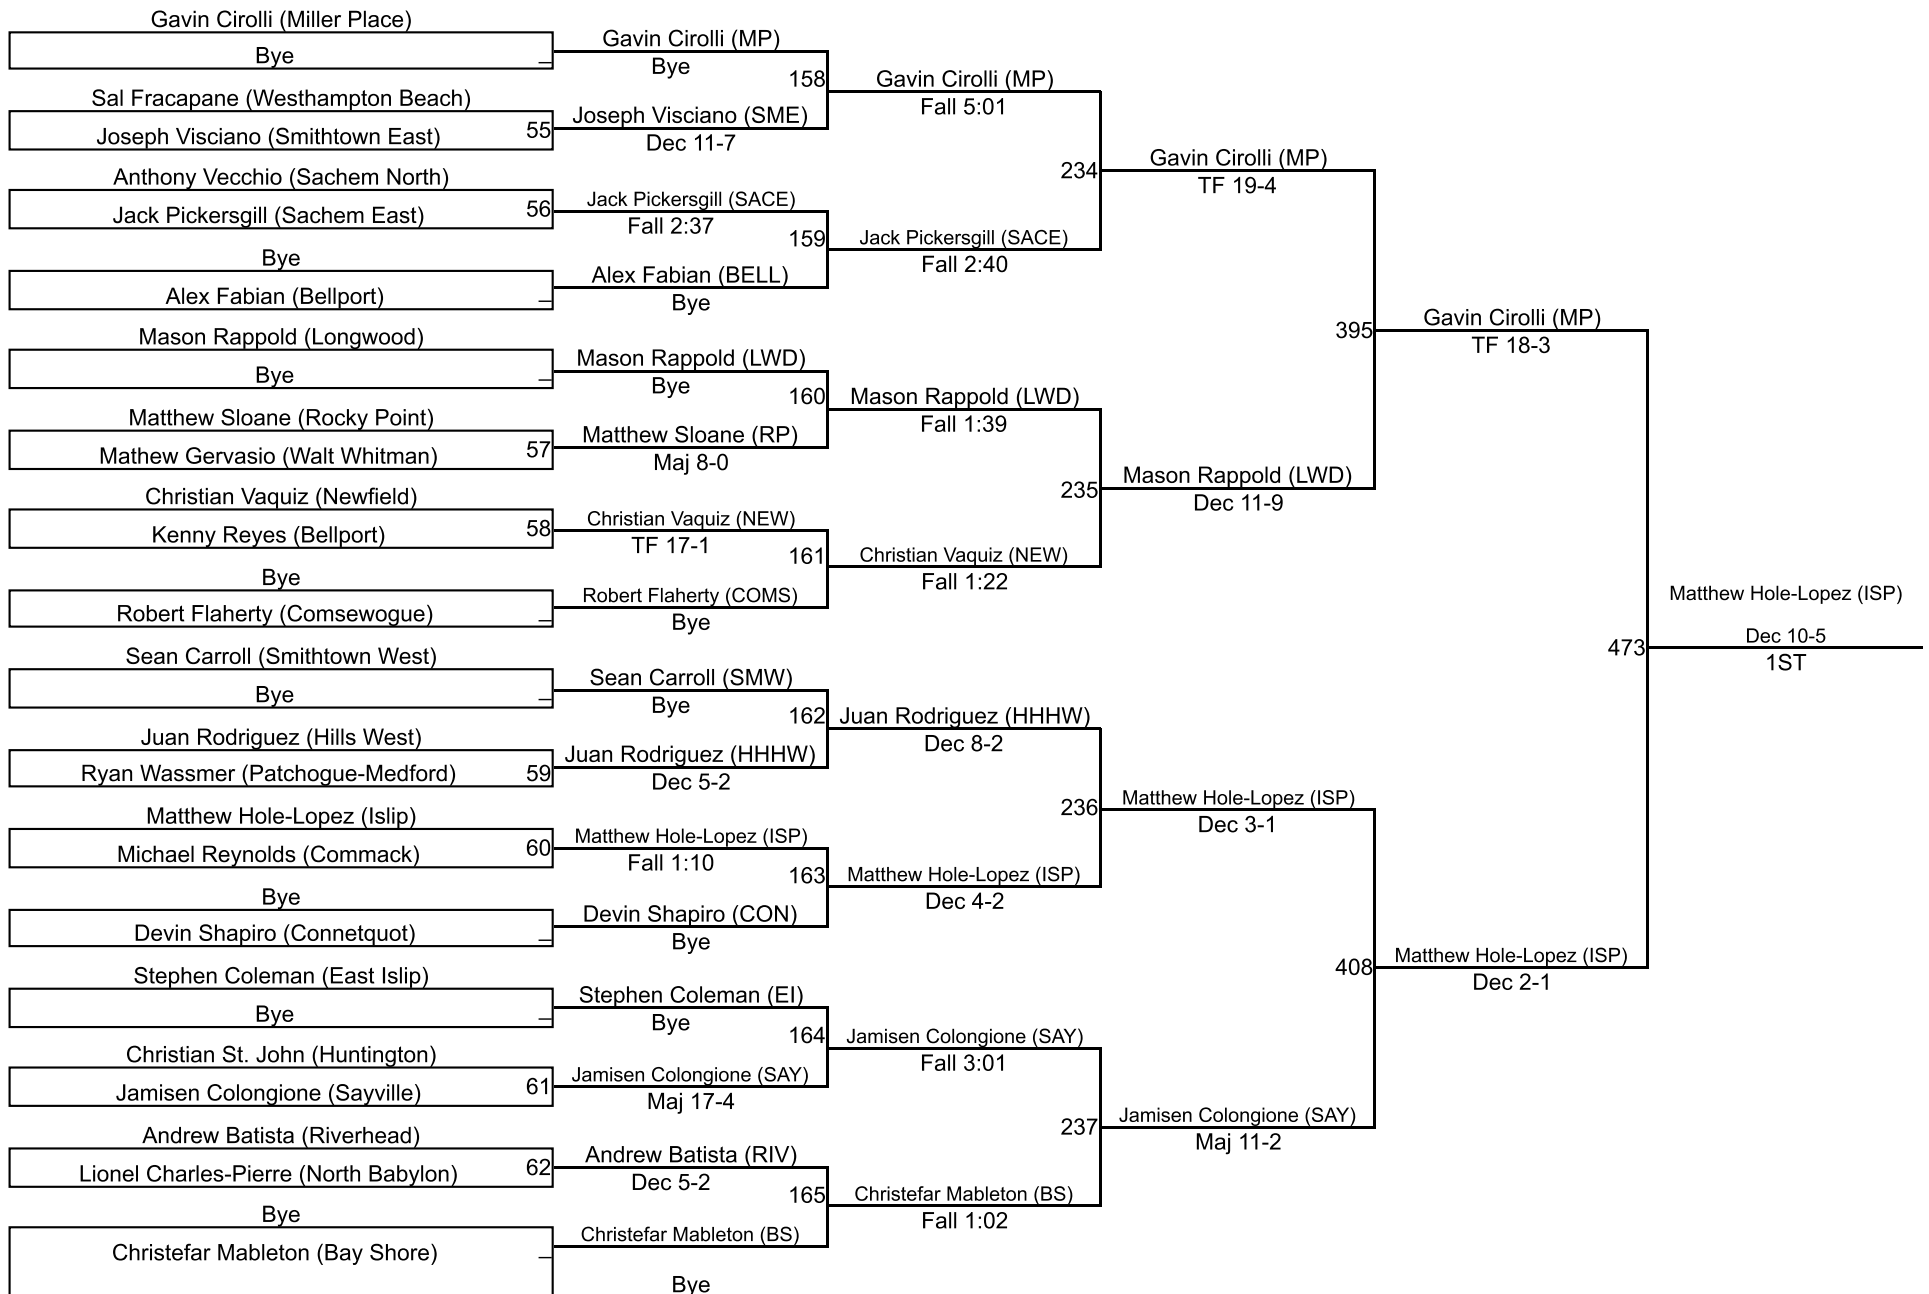 Gavin Cirolli (Miller Place)
Bye
_
Sal Fracapane (Westhampton Beach)
Joseph Visciano (Smithtown East)
55
Anthony Vecchio (Sachem North)
Jack Pickersgill (Sachem East)
56
Bye
Alex Fabian (Bellport)
_
Mason Rappold (Longwood)
Bye
_
Matthew Sloane (Rocky Point)
Mathew Gervasio (Walt Whitman)
57
Christian Vaquiz (Newfield)
Kenny Reyes (Bellport)
58
Bye
Robert Flaherty (Comsewogue)
_
Sean Carroll (Smithtown West)
Bye
_
Juan Rodriguez (Hills West)
Ryan Wassmer (Patchogue-Medford)
59
Matthew Hole-Lopez (Islip)
Michael Reynolds (Commack)
60
Bye
Devin Shapiro (Connetquot)
_
Stephen Coleman (East Islip)
Bye
_
Christian St. John (Huntington)
Jamisen Colongione (Sayville)
61
Andrew Batista (Riverhead)
Lionel Charles-Pierre (North Babylon)
62
Bye
Christefar Mableton (Bay Shore)
_
Gavin Cirolli (MP)
Bye
158
Joseph Visciano (SME)
Dec 11-7
Jack Pickersgill (SACE)
Fall 2:37
159
Alex Fabian (BELL)
Bye
Mason Rappold (LWD)
Bye
160
Matthew Sloane (RP)
Maj 8-0
Christian Vaquiz (NEW)
TF 17-1
161
Robert Flaherty (COMS)
Bye
Sean Carroll (SMW)
Bye
162
Juan Rodriguez (HHHW)
Dec 5-2
Matthew Hole-Lopez (ISP)
Fall 1:10
163
Devin Shapiro (CON)
Bye
Stephen Coleman (EI)
Bye
164
Jamisen Colongione (SAY)
Maj 17-4
Andrew Batista (RIV)
Dec 5-2
165
Christefar Mableton (BS)
Bye
Gavin Cirolli (MP)
Fall 5:01
234
Jack Pickersgill (SACE)
Fall 2:40
Mason Rappold (LWD)
Fall 1:39
235
Christian Vaquiz (NEW)
Fall 1:22
Juan Rodriguez (HHHW)
Dec 8-2
236
Matthew Hole-Lopez (ISP)
Dec 4-2
Jamisen Colongione (SAY)
Fall 3:01
237
Christefar Mableton (BS)
Fall 1:02
Gavin Cirolli (MP)
TF 19-4
395
Mason Rappold (LWD)
Dec 11-9
Matthew Hole-Lopez (ISP)
Dec 3-1
408
Jamisen Colongione (SAY)
Maj 11-2
Gavin Cirolli (MP)
TF 18-3
473
Matthew Hole-Lopez (ISP)
Dec 2-1
Matthew Hole-Lopez (ISP)
Dec 10-5
1ST